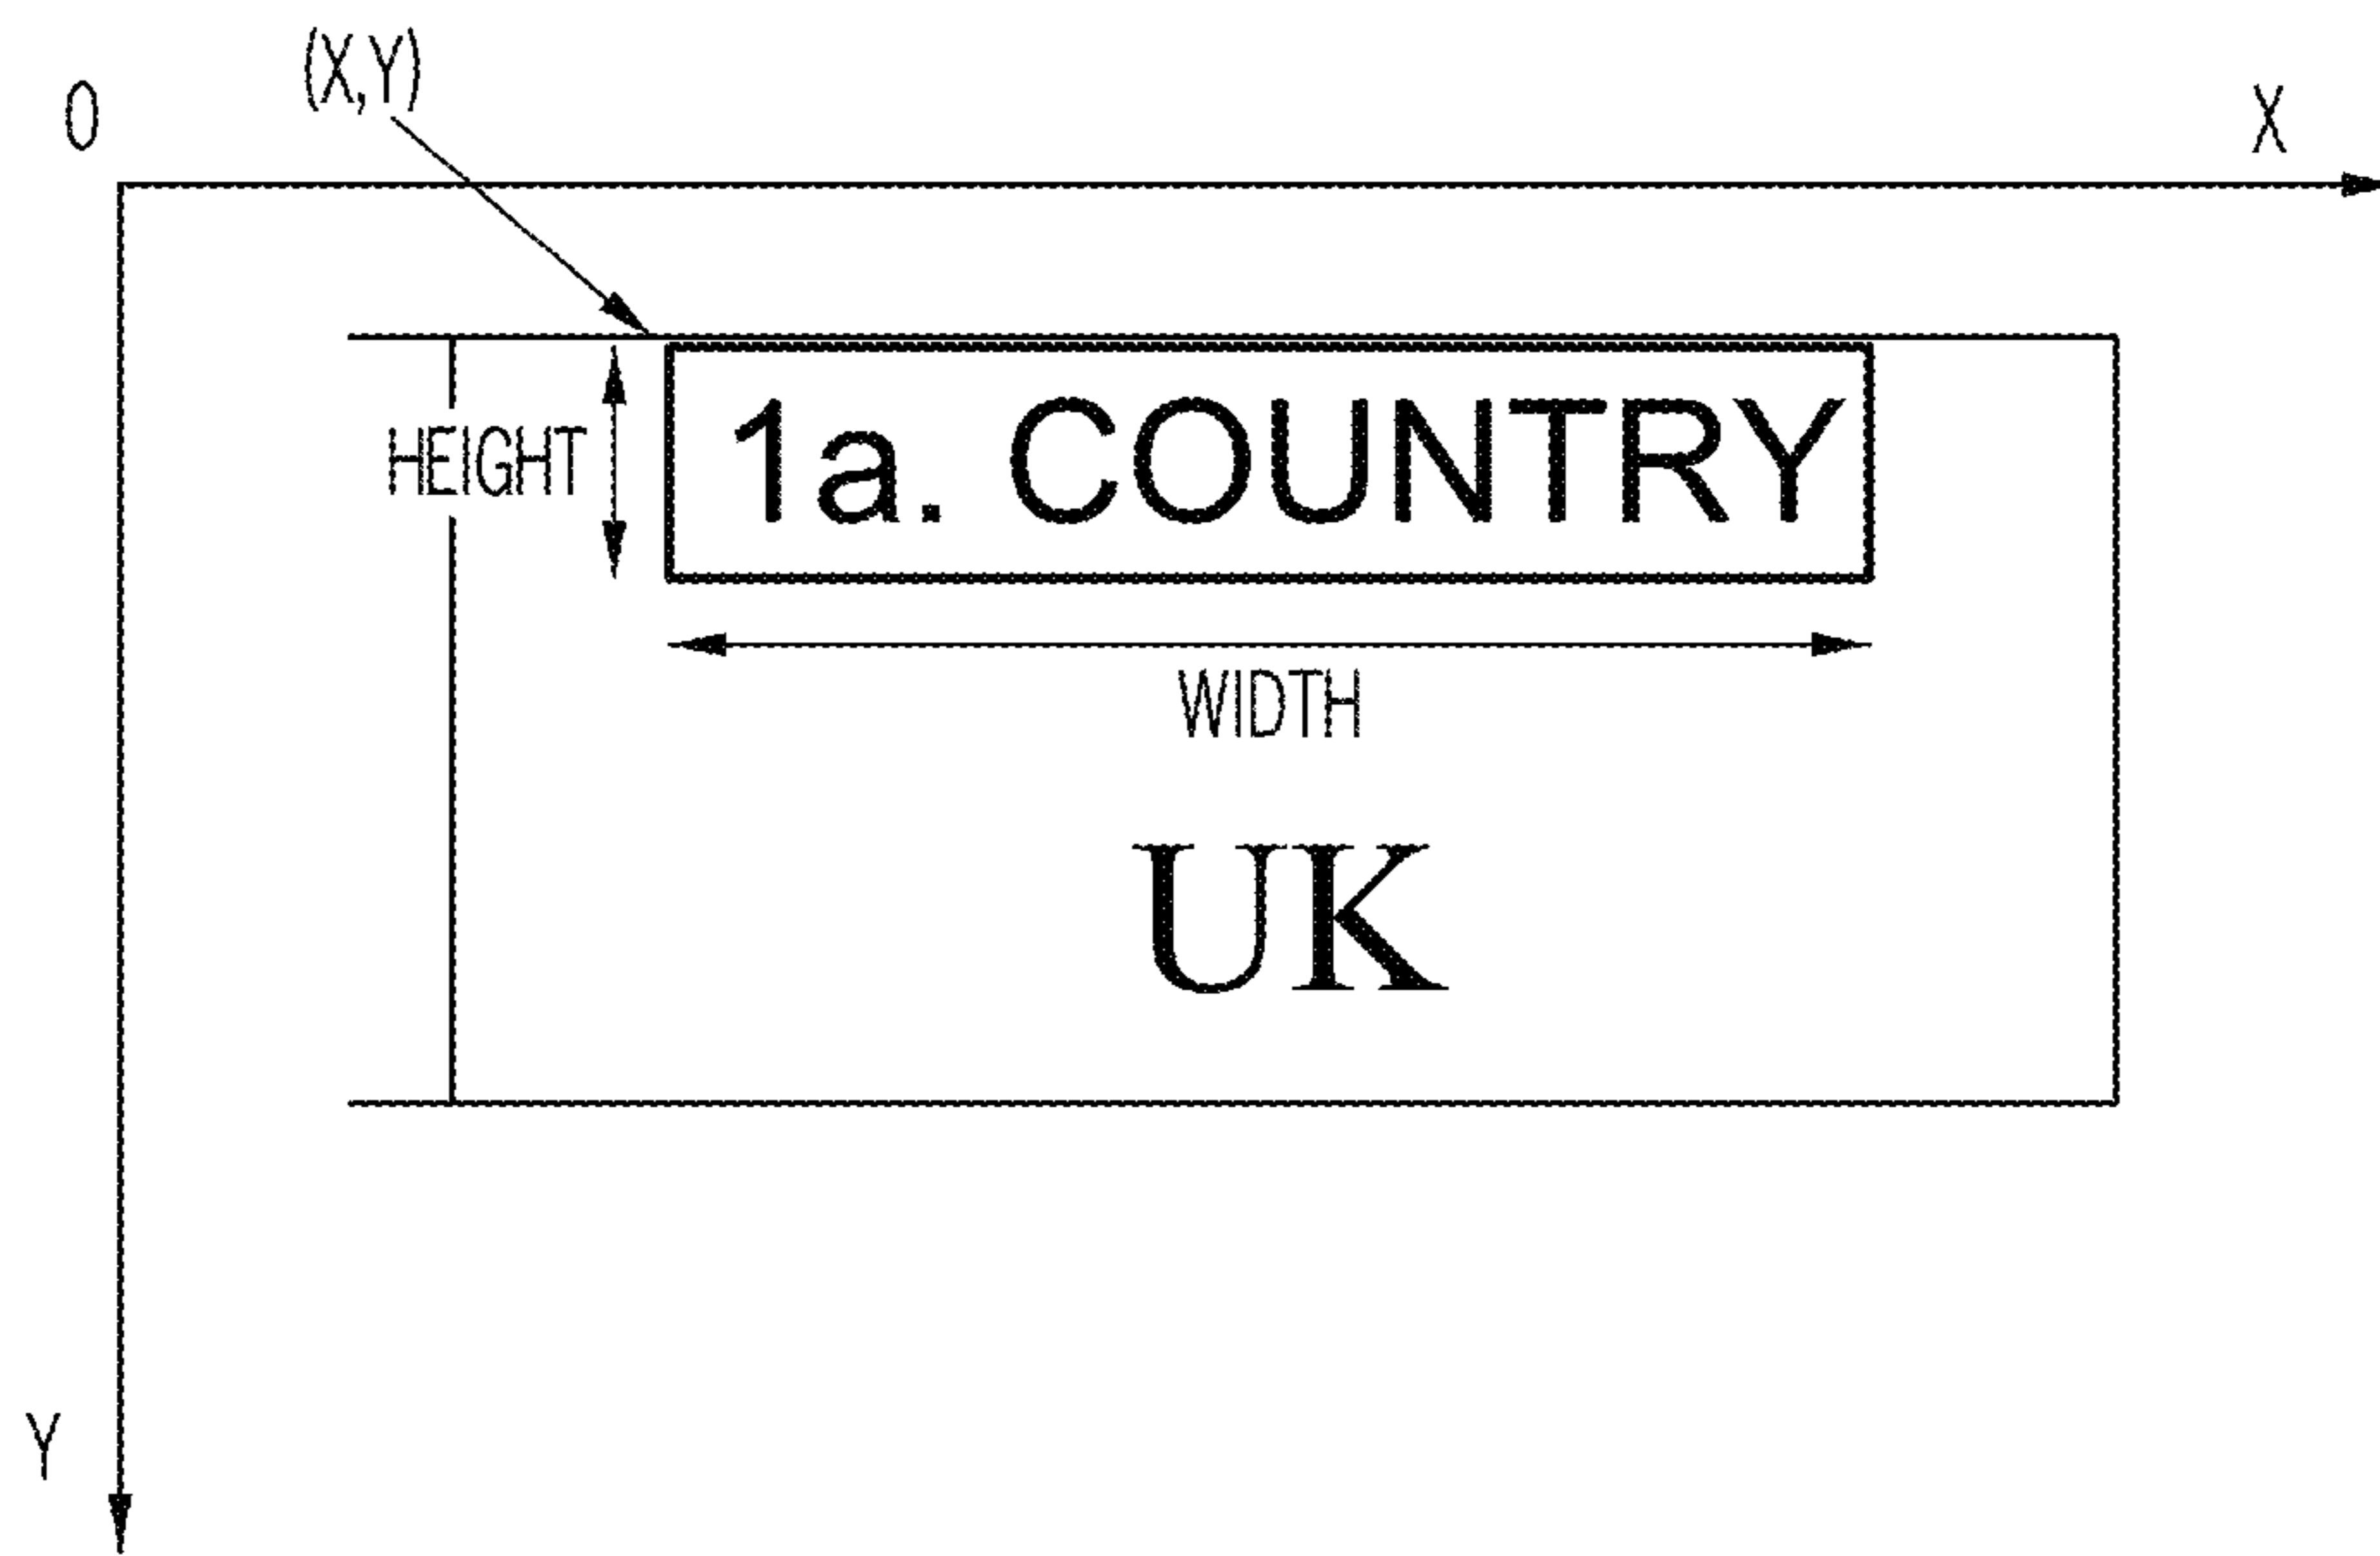 (X,Y)
0
X
1a. COUNTRY
HEIGHT
WIDTH
UK
Y